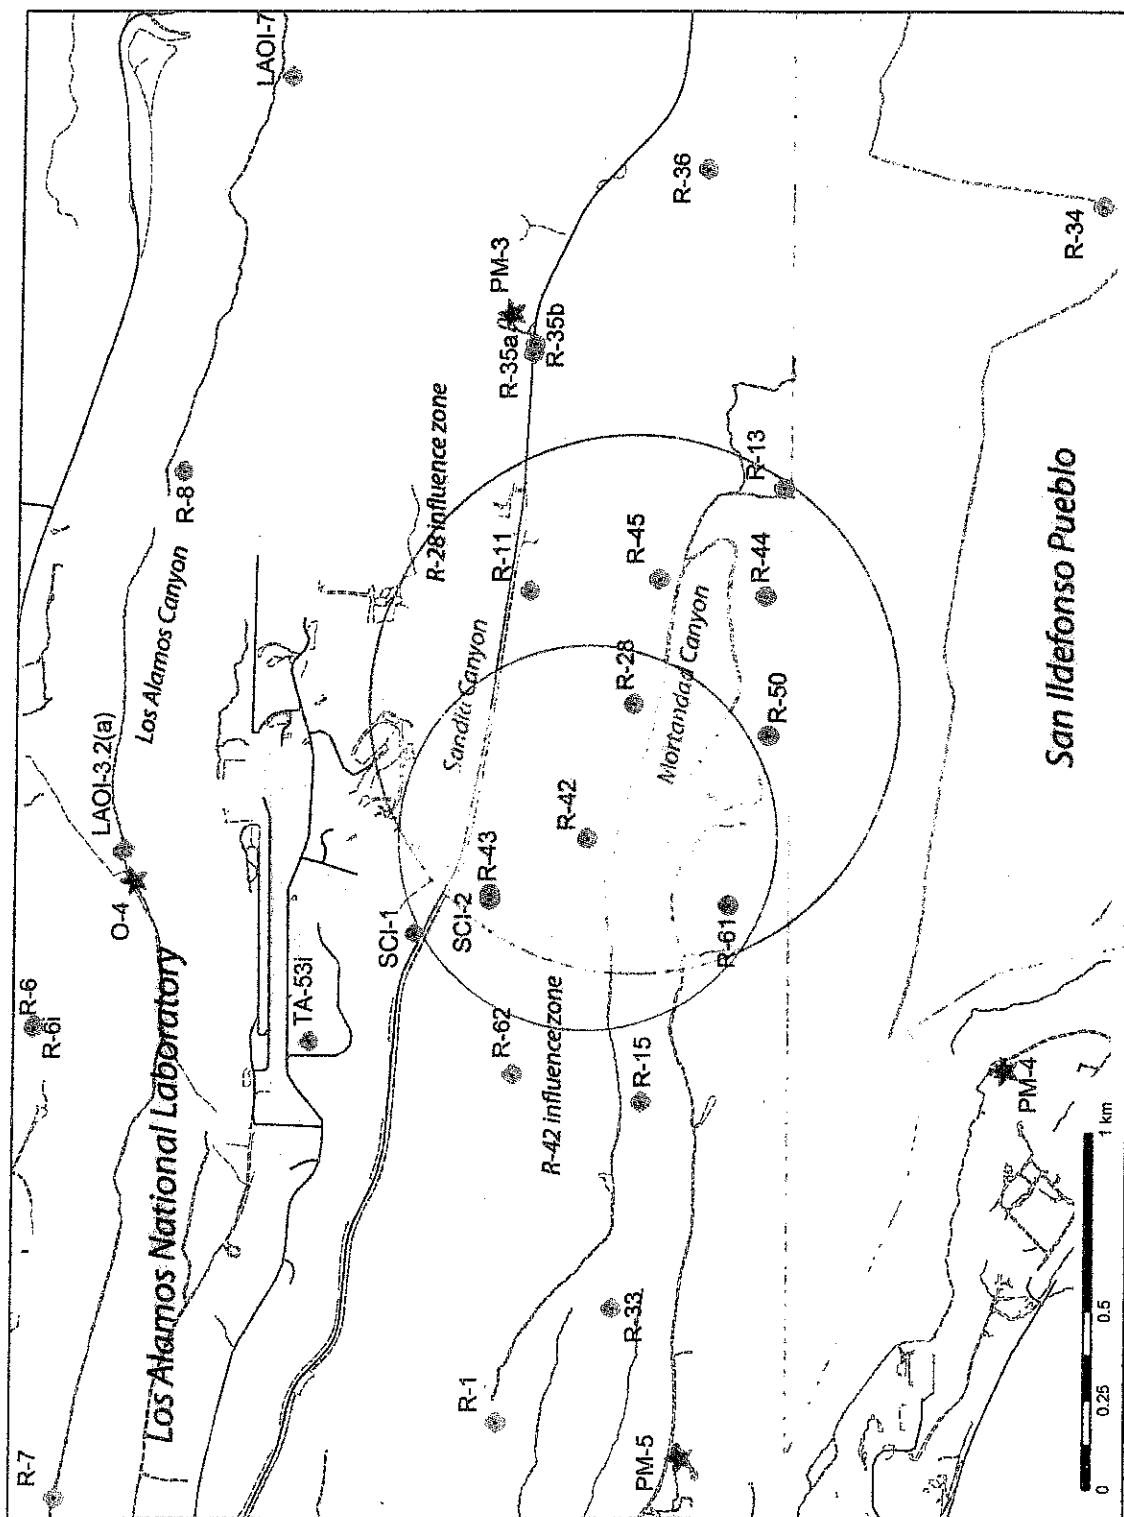 R-7
Los Alamos National Laboratory
R-6
R-6i
O-4
LAOI-3.2(a)
Los Alamos Canyon
R-8
LAOI-7
TA-53i
SCI-1
SCI-2
R-43
Sandia Canyon
R-28 influence zone
R-11
R-35a
PM-3
R-35b
R-36
R-1
R-62
R-42 influence zone
R-42
R-28
R-45
R-33
R-15
Mortandad Canyon
PM-5
R-61
R-50
R-44
R-13
PM-4
San Ildefonso Pueblo
R-34
0
0.25
0.5
1 km